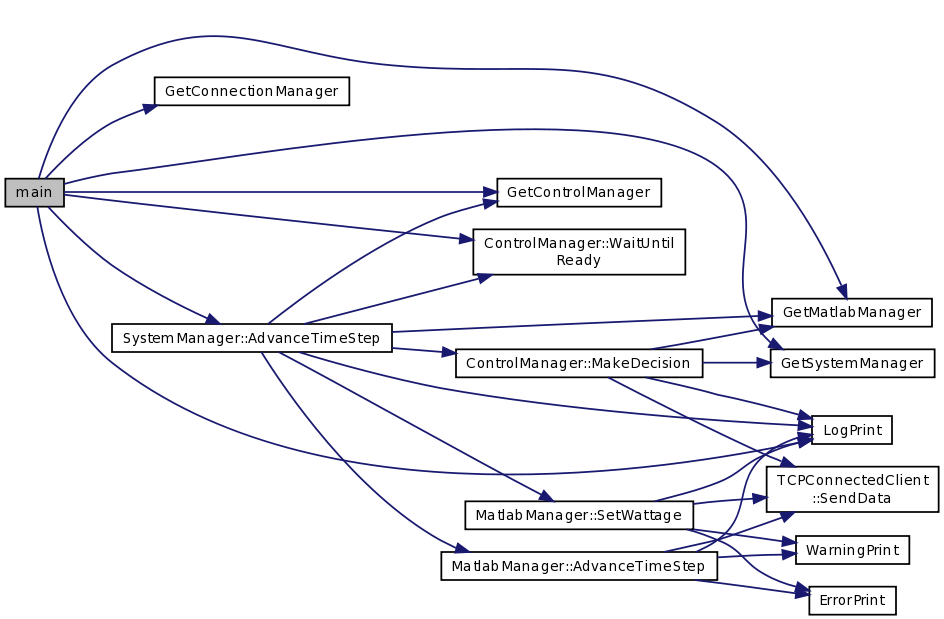 GetConnectionManager
main
GetControlManager
ControlManager::WaitUntil
Ready
GetMatlabManager
SystemManager::AdvanceTimeStep
ControlManager::MakeDecision
GetSystemManager
LogPrint
TCPConnectedClient
::SendData
MatlabManager::SetWattage
WarningPrint
MatlabManager::AdvanceTimeStep
ErrorPrint